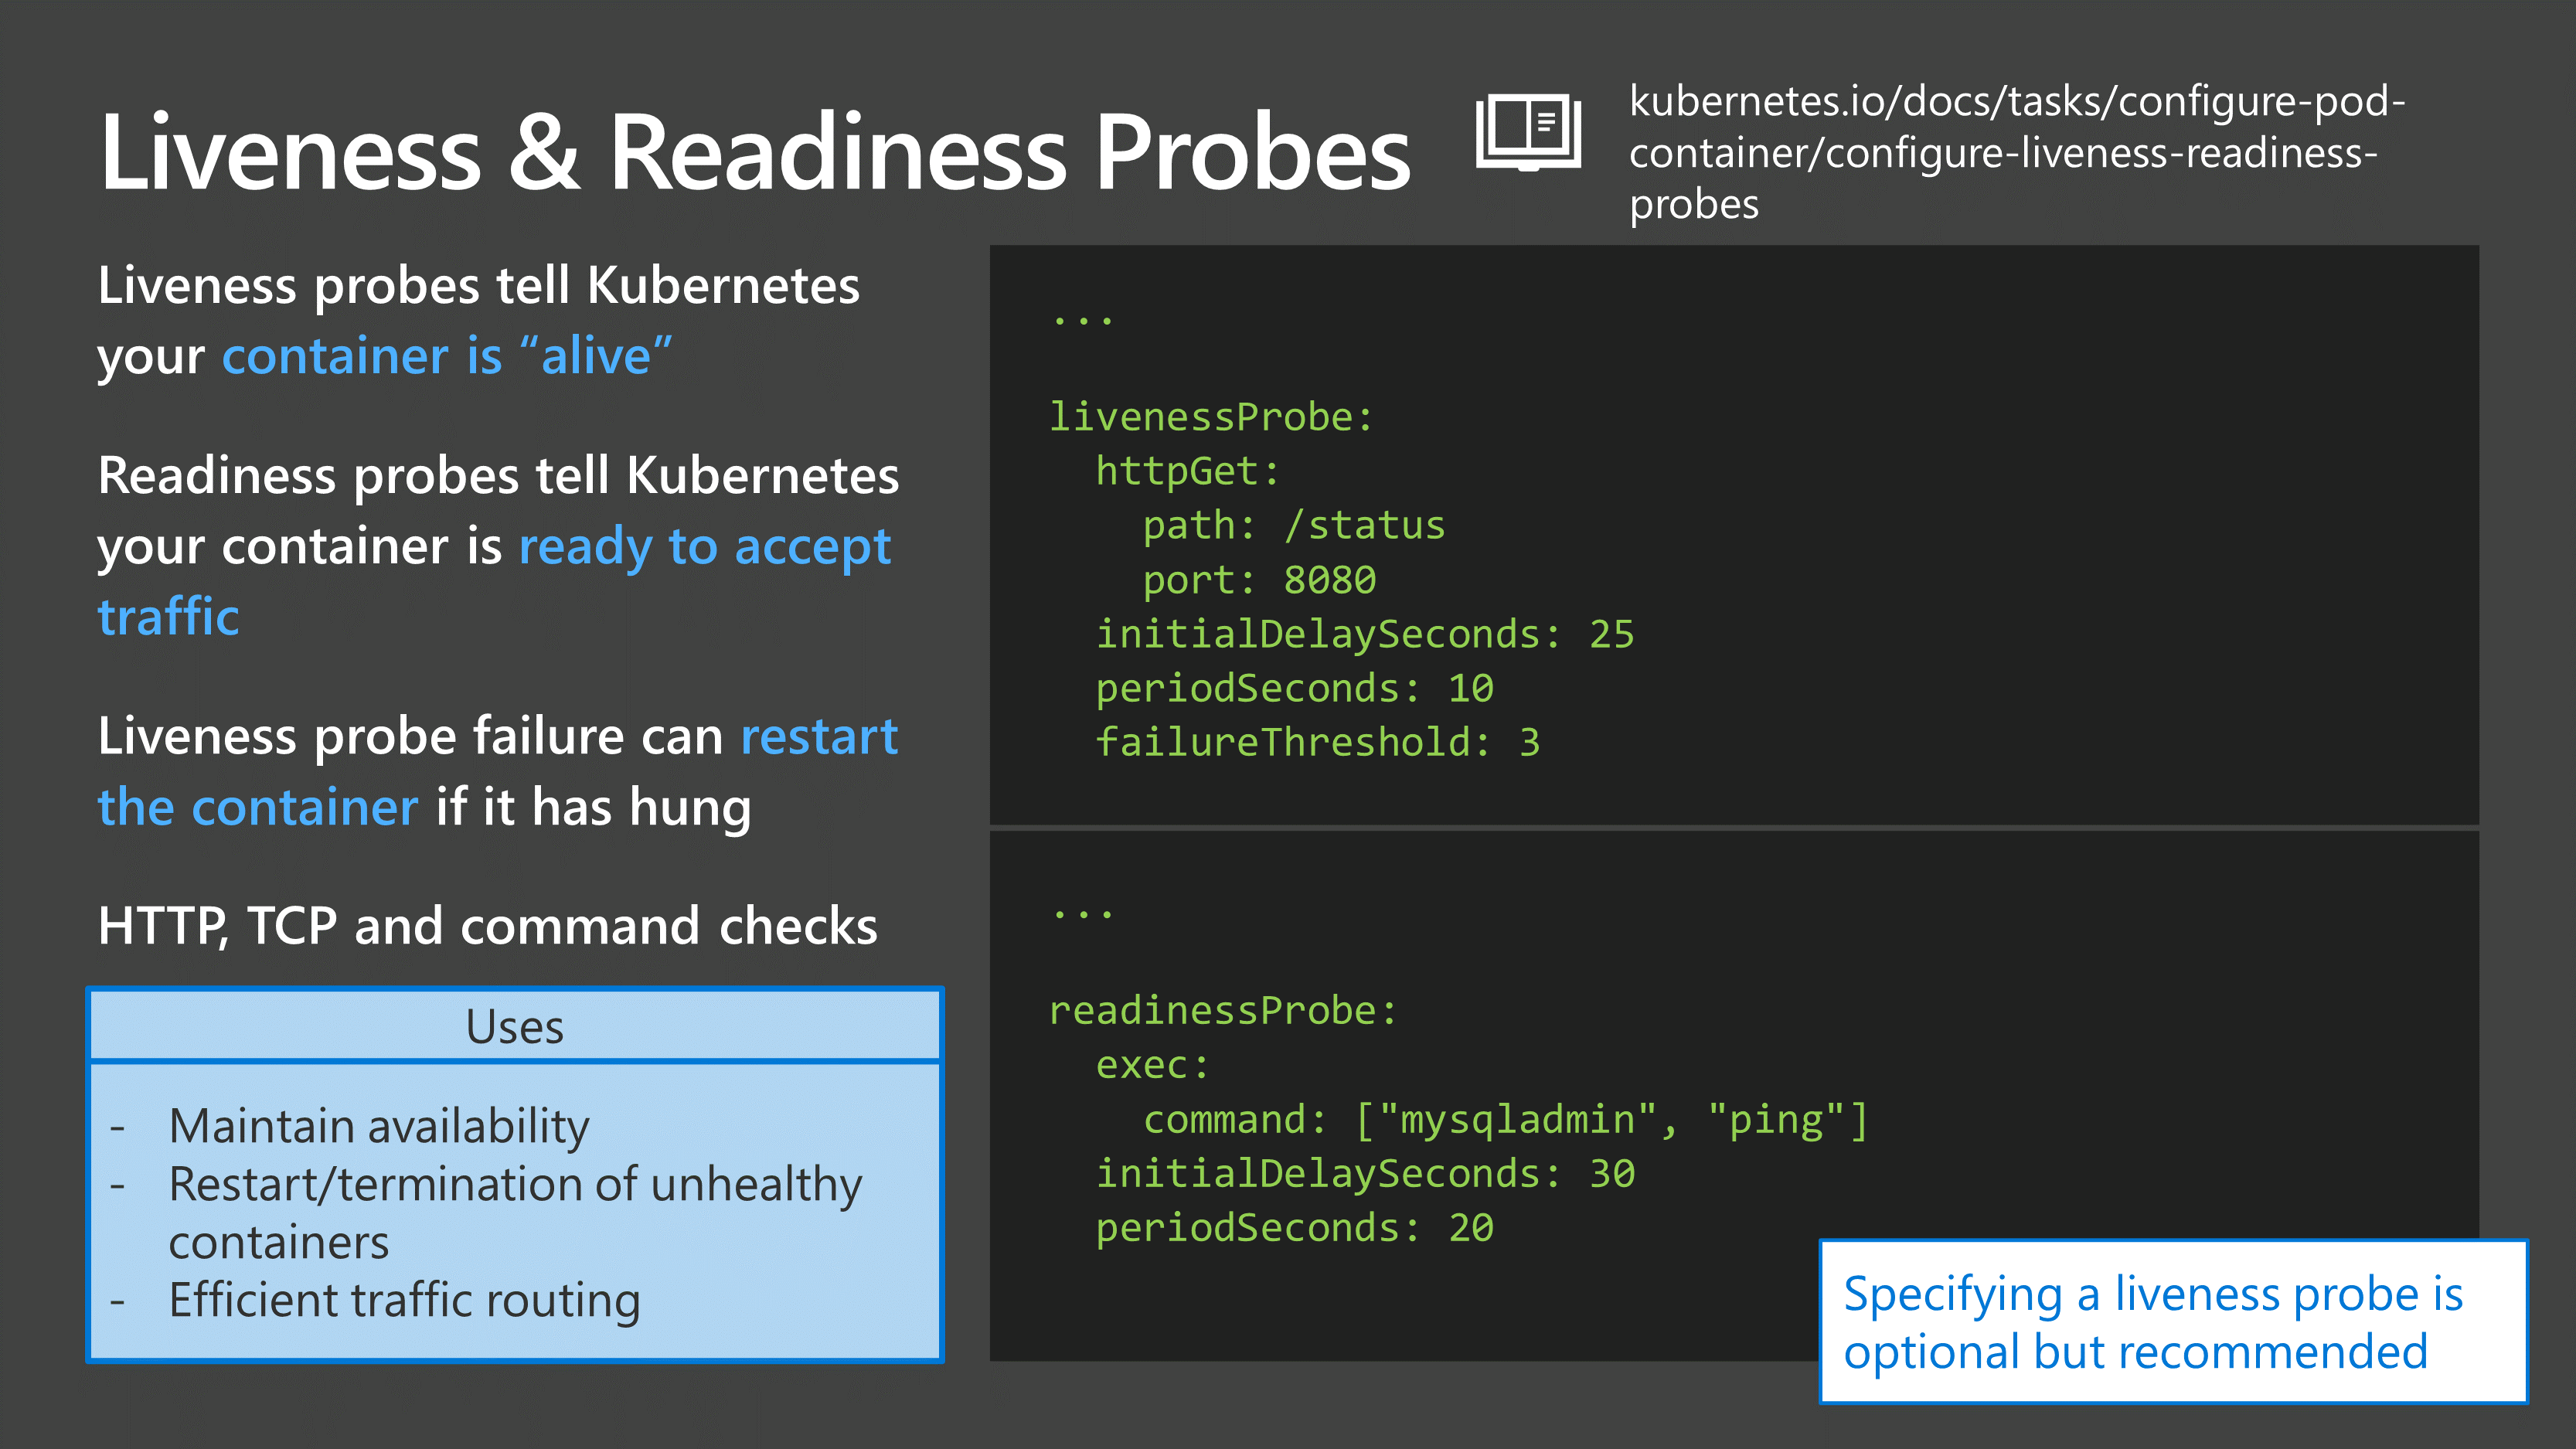 Liveness & Readiness Probes
kubernetes.io/docs/tasks/configure-pod-
container/configure-liveness-readiness-
probes
Liveness probes tell Kubernetes
your container is “alive”
Readiness probes tell Kubernetes
your container is ready to accept
traffic
Liveness probe failure can restart
the container if it has hung
HTTP, TCP and command checks
Uses
- Maintain availability
- Restart/termination of unhealthy
containers
- Efficient traffic routing
...
livenessProbe:
  httpGet:
    path: /status
    port: 8080
  initialDelaySeconds: 25
  periodSeconds: 10
  failureThreshold: 3
...
readinessProbe:
  exec:
    command: ["mysqladmin", "ping"]
  initialDelaySeconds: 30
  periodSeconds: 20
Specifying a liveness probe is
optional but recommended